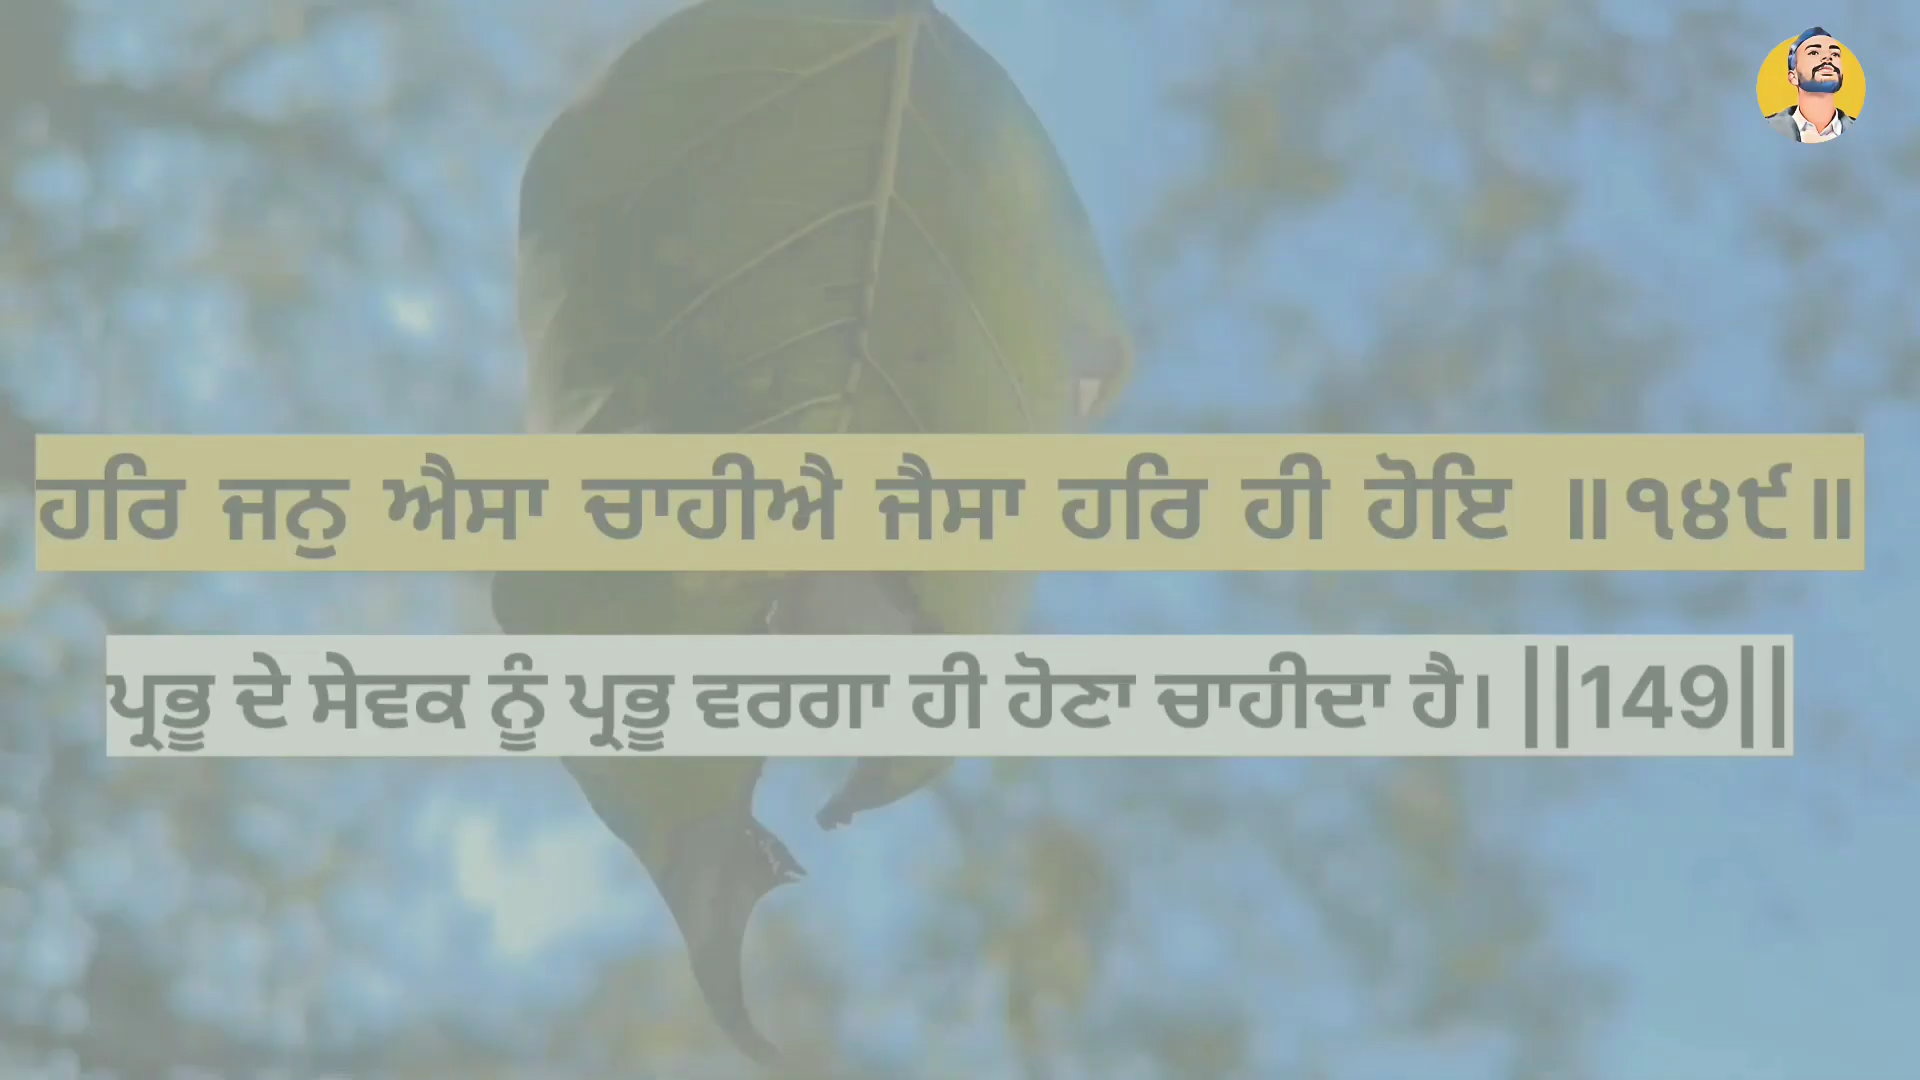 ਹਰਿ ਜਨੁ ਐਸਾ ਚਾਹੀਐ ਜੈਸਾ ਹਰਿ ਹੀ ਹੋਇ ॥੧੪੯॥
ਪ੍ਰਭੂ ਦੇ ਸੇਵਕ ਨੂੰ ਪ੍ਰਭੂ ਵਰਗਾ ਹੀ ਹੋਣਾ ਚਾਹੀਦਾ ਹੈ। ||149||